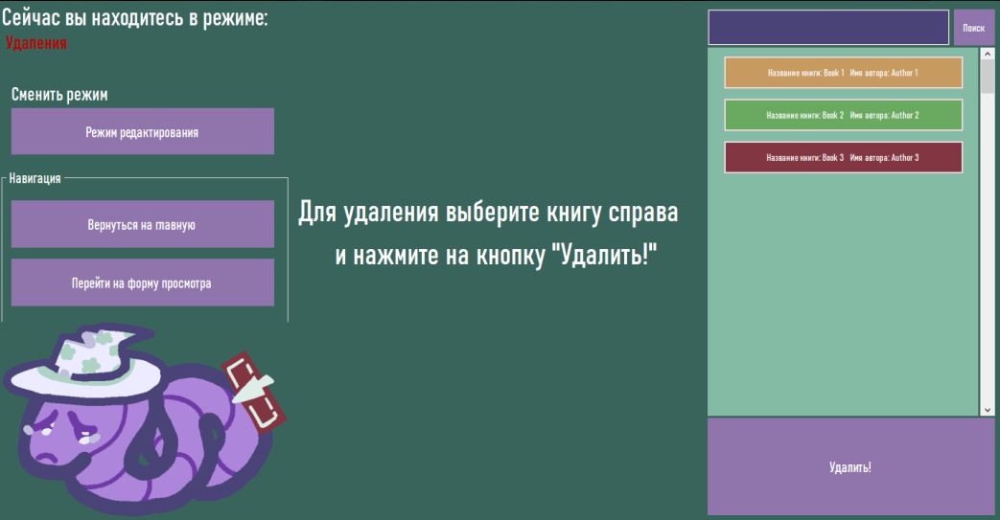 Сейчас вы находитесь в режиме:
Удаления
Сменить режим
Режим редактирования
Навигация
Вернуться на главную
Перейти на форму просмотра
Для удаления выберите книгу справа
и нажмите на кнопку "Удалить!"
Поиск
Название книги: Book 1 Имя автора: Author 1
Название книги: Book 2 Имя автора: Author 2
Название книги: Book 3 Имя автора: Author 3
Удалить!